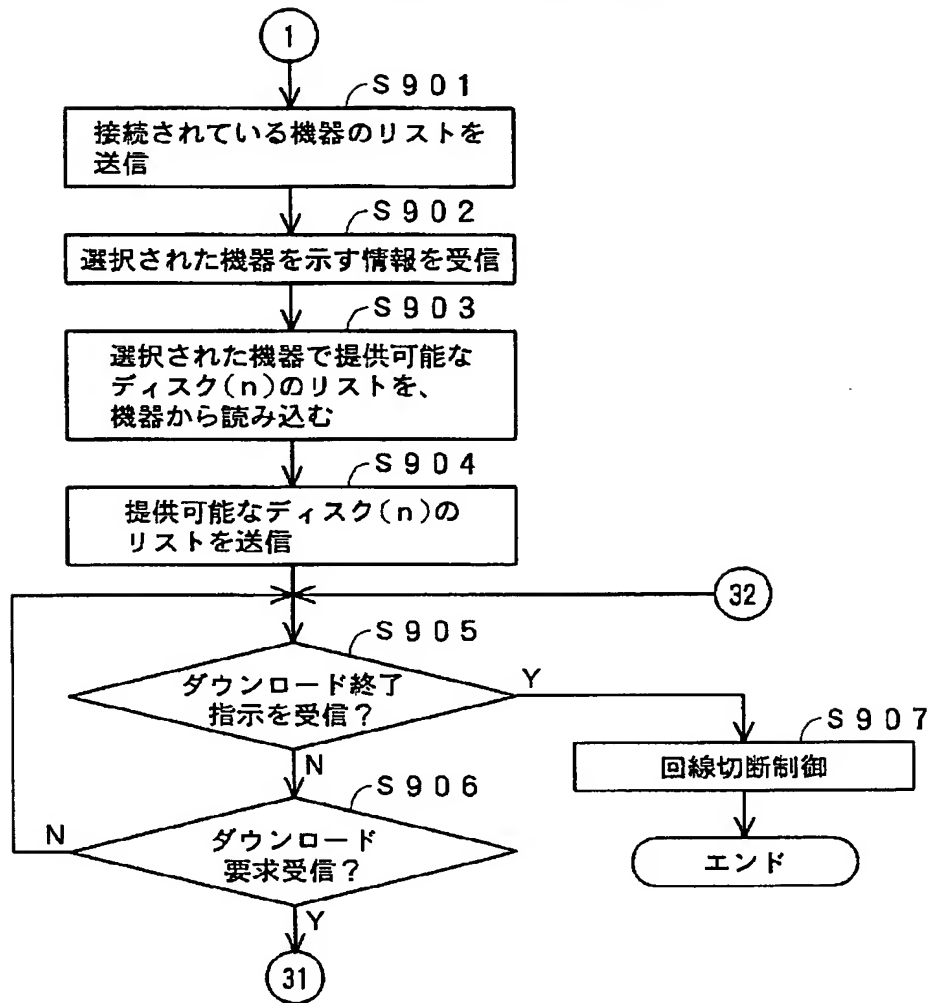 1
S901
接続されている機器のリストを
送信
S902
選択された機器を示す情報を受信
S903
選択された機器で提供可能な
ディスク(n)のリストを、
機器から読み込む
S904
提供可能なディスク(n)の
リストを送信
32
S905
ダウンロード終了
指示を受信?
Y
N
S907
回線切断制御
エンド
S906
ダウンロード
要求受信?
N
Y
31